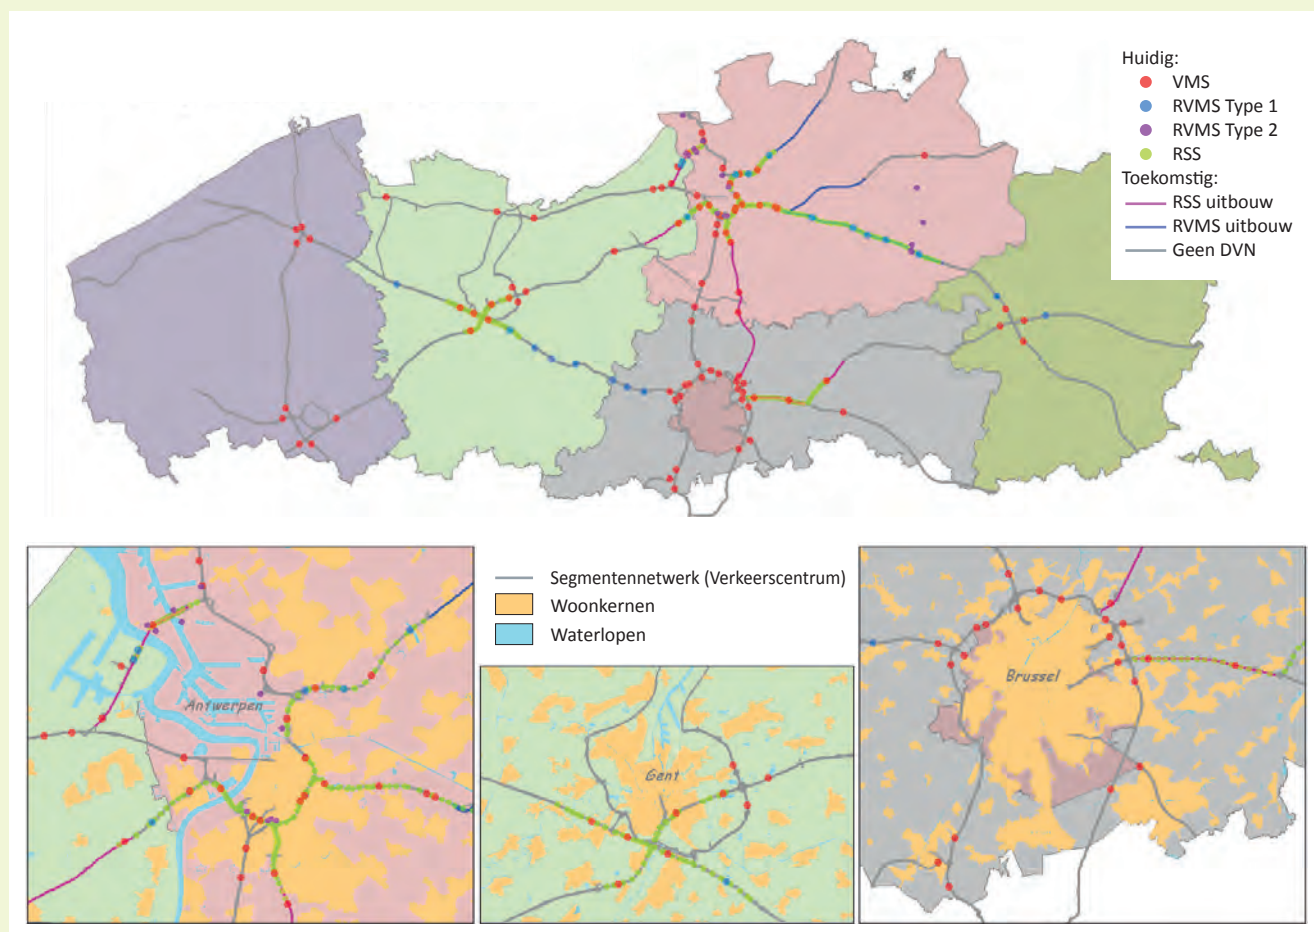 Huidig:
VMS
RVMS Type 1
RVMS Type 2
RSS
Toekomstig:
RSS uitbouw
RVMS uitbouw
Geen DVN
Segmentennetwerk (Verkeerscentrum)
Woonkernen
Waterlopen
Antwerpen
Gent
Brussel